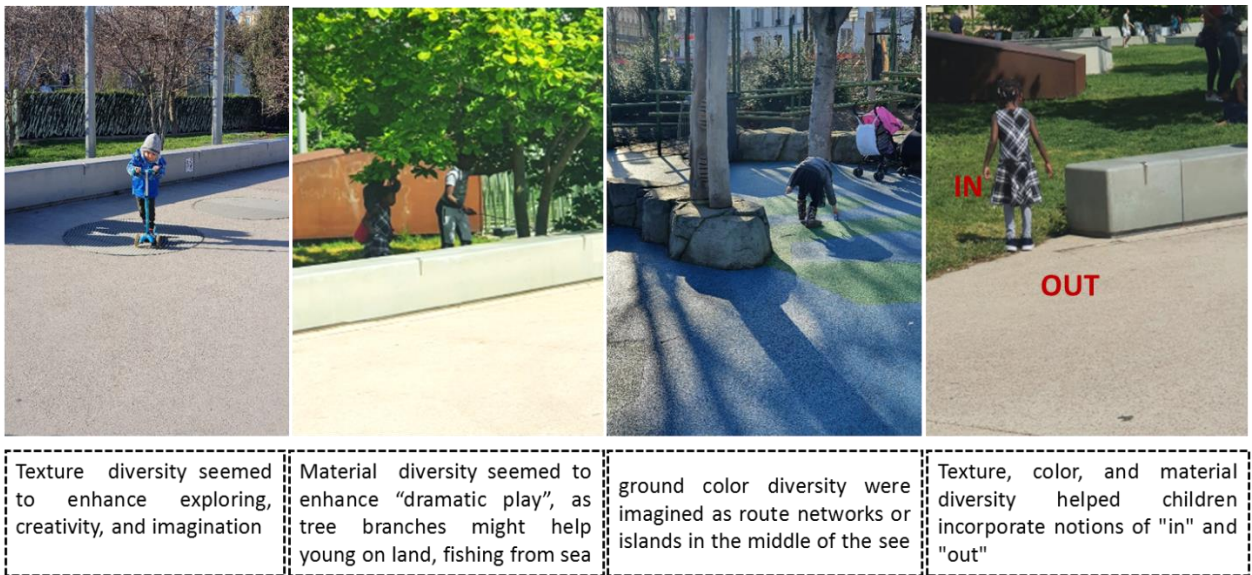 IN
OUT
Texture diversity seemed
to enhance exploring,
creativity, and imagination
Material diversity seemed to
enhance “dramatic play”, as
tree branches might help
young on land, fishing from sea
ground color diversity were
imagined as route networks or
islands in the middle of the see
Texture, color, and material
diversity helped children
incorporate notions of "in" and
"out"